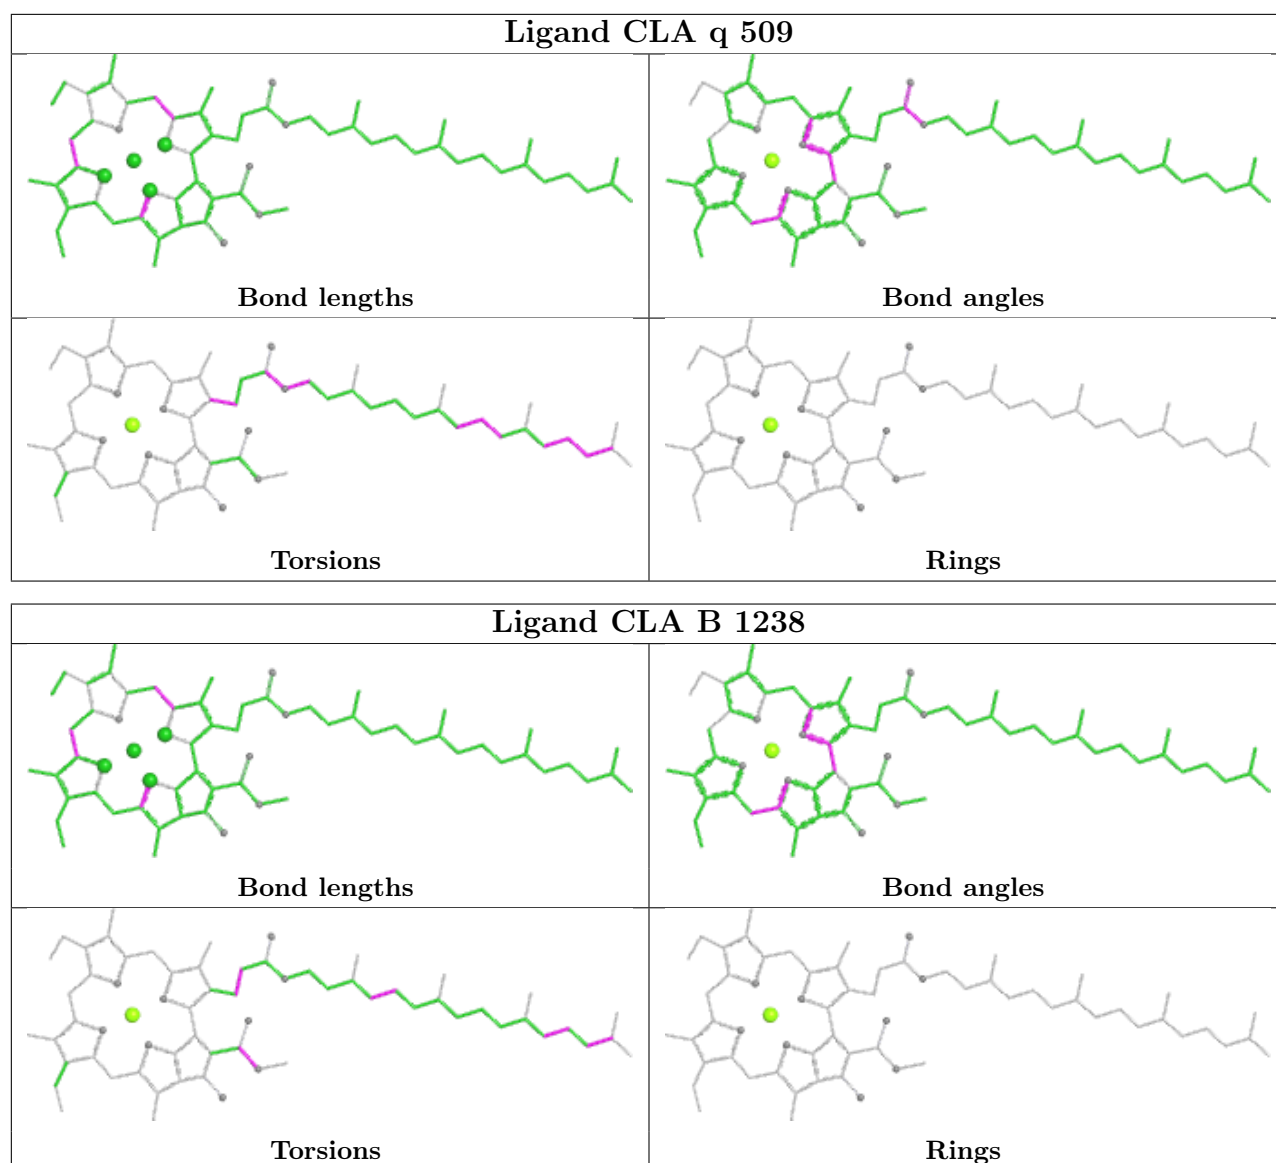 Ligand CLA q 509
Bond lengths
Bond angles
Torsions
Rings
Ligand CLA B 1238
Bond lengths
Bond angles
Torsions
Rings